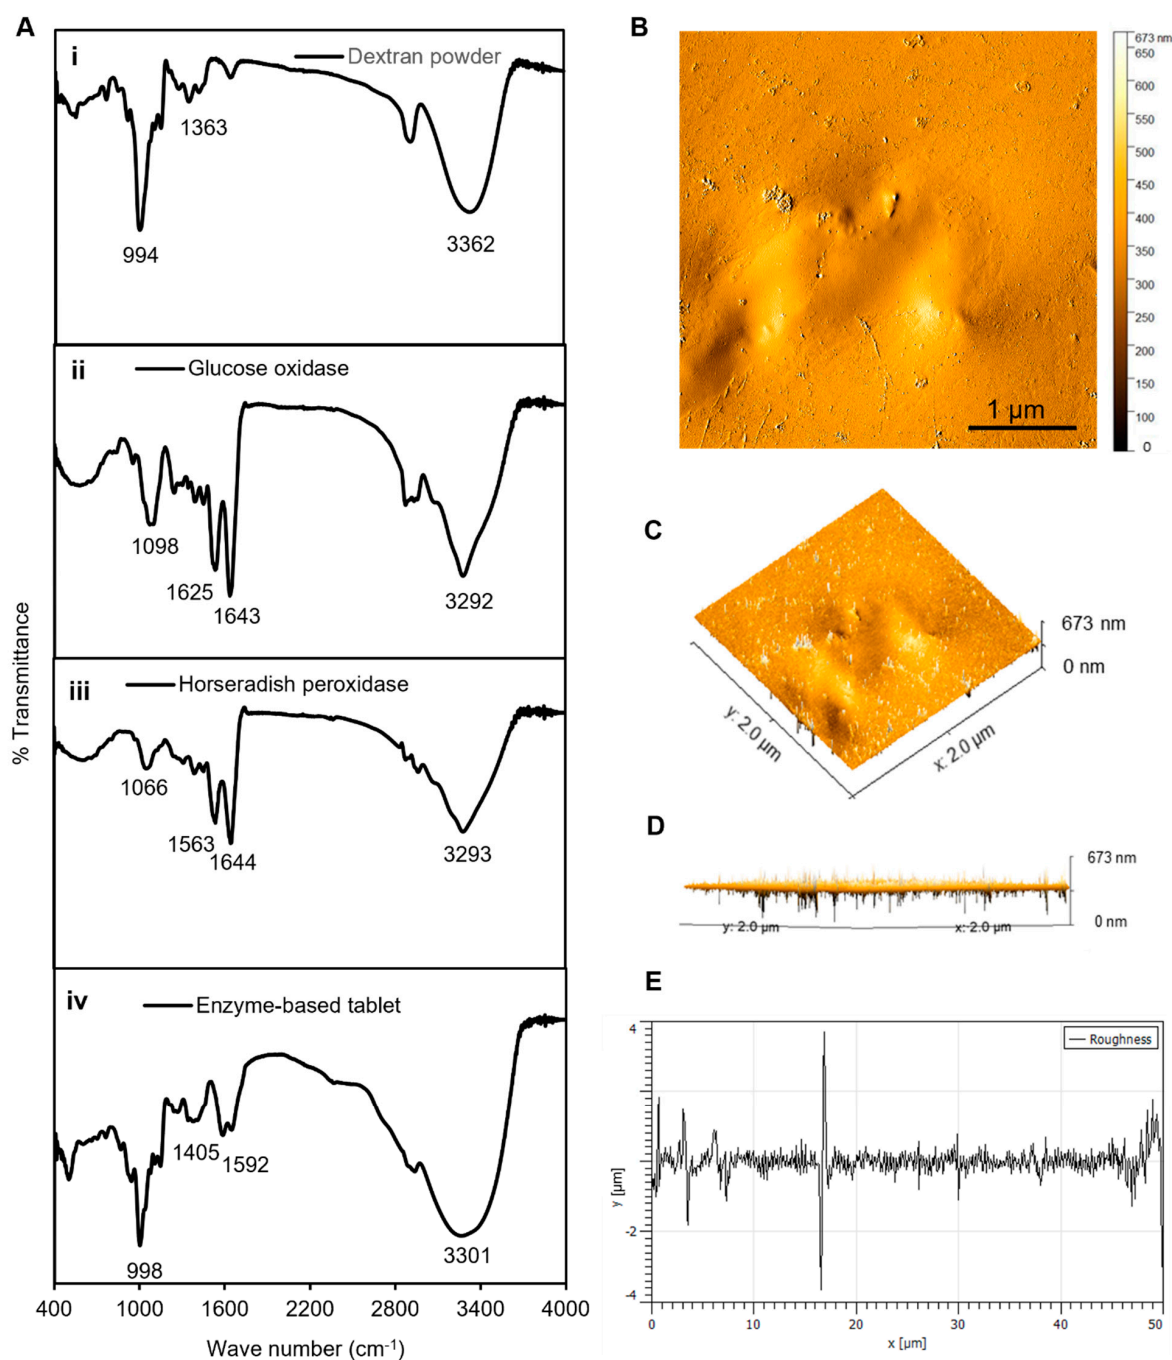 A
i
Dextran powder
1363
994
3362
ii
Glucose oxidase
1098
1625
1643
3292
iii
Horseradish peroxidase
1066
1563
1644
3293
iv
Enzyme-based tablet
1405
1592
998
3301
% Transmittance
400 1000 1600 2200 2800 3400 4000
Wave number (cm⁻¹)
B
1 µm
673 nm
650
600
550
500
450
400
350
300
250
200
150
100
0
C
673 nm
0 nm
y: 2.0 µm
x: 2.0 µm
D
673 nm
0 nm
y: 2.0 µm
x: 2.0 µm
E
4
Roughness
y [µm]
-2
-4
0 10 20 30 40 50
x [µm]